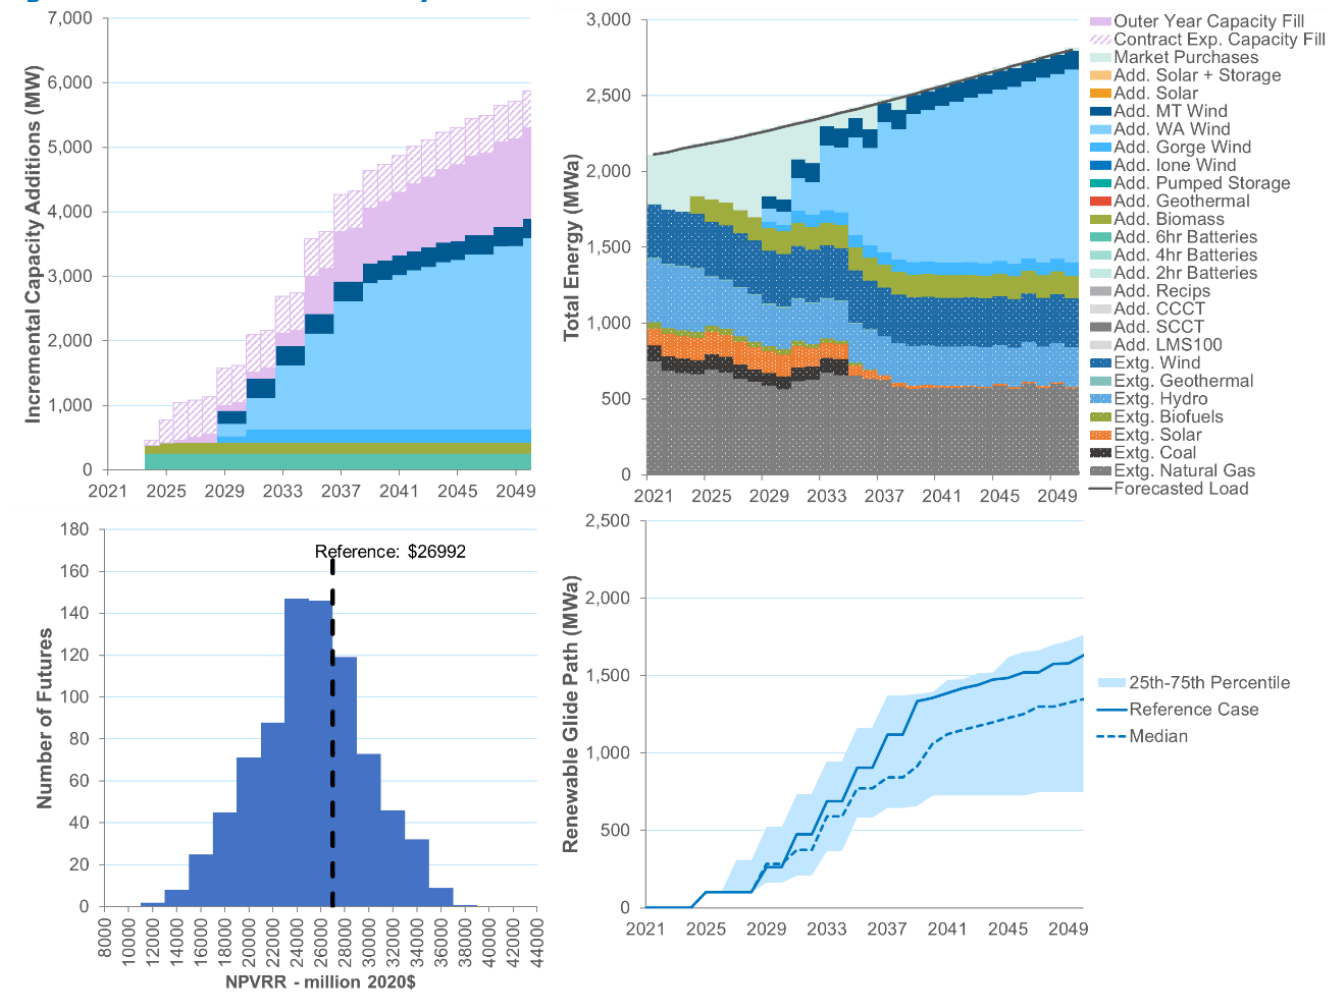 7,000
6,000
5,000
4,000
3,000
2,000
1,000
0
Incremental Capacity Additions (MW)
2021 2025 2029 2033 2037 2041 2045 2049
3,000
2,500
2,000
1,500
1,000
500
0
Total Energy (MWa)
2021 2025 2029 2033 2037 2041 2045 2049
Outer Year Capacity Fill
Contract Exp. Capacity Fill
Market Purchases
Add. Solar + Storage
Add. Solar
Add. MT Wind
Add. WA Wind
Add. Gorge Wind
Add. Ione Wind
Add. Pumped Storage
Add. Geothermal
Add. Biomass
Add. 6hr Batteries
Add. 4hr Batteries
Add. 2hr Batteries
Add. Recips
Add. CCCT
Add. SCCT
Add. LMS100
Extg. Wind
Extg. Geothermal
Extg. Hydro
Extg. Biofuels
Extg. Solar
Extg. Coal
Extg. Natural Gas
Forecasted Load
180
160
140
120
100
80
60
40
20
0
Number of Futures
Reference: $26992
8000 10000 12000 14000 16000 18000 20000 22000 24000 26000 28000 30000 32000 34000 36000 38000 40000 42000 44000
NPVRR - million 2020$
2,500
2,000
1,500
1,000
500
0
Renewable Glide Path (MWa)
2021 2025 2029 2033 2037 2041 2045 2049
25th-75th Percentile
Reference Case
Median